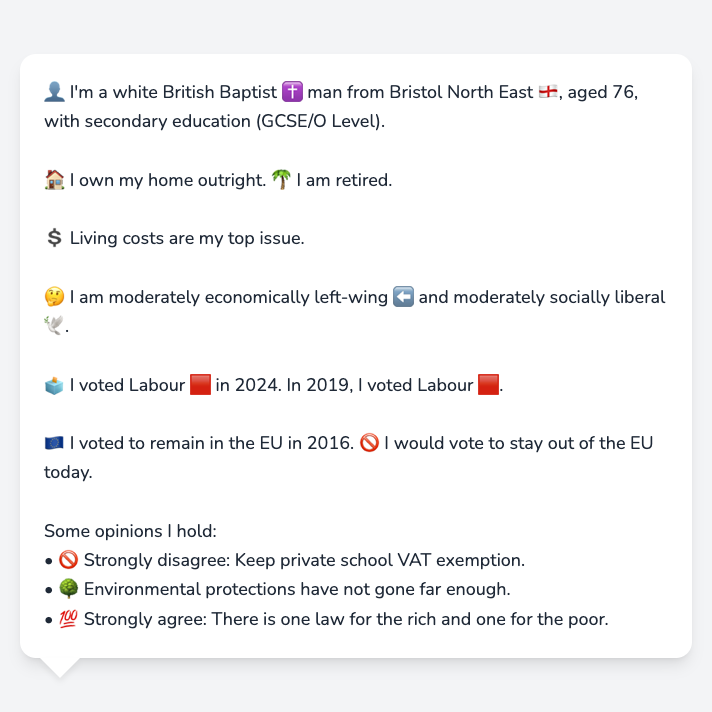 👤 I'm a white British Baptist ✝️ man from Bristol North East 🏴󠁧󠁢󠁥󠁮󠁧󠁿, aged 76,
with secondary education (GCSE/O Level).
🏠 I own my home outright. 🌴 I am retired.
💲 Living costs are my top issue.
🤔 I am moderately economically left-wing ⬅️ and moderately socially liberal
🕊️.
🗳️ I voted Labour 🟥 in 2024. In 2019, I voted Labour 🟥.
🇪🇺 I voted to remain in the EU in 2016. 🚫 I would vote to stay out of the EU
today.
Some opinions I hold:
• 🚫 Strongly disagree: Keep private school VAT exemption.
• 🌳 Environmental protections have not gone far enough.
• 💯 Strongly agree: There is one law for the rich and one for the poor.